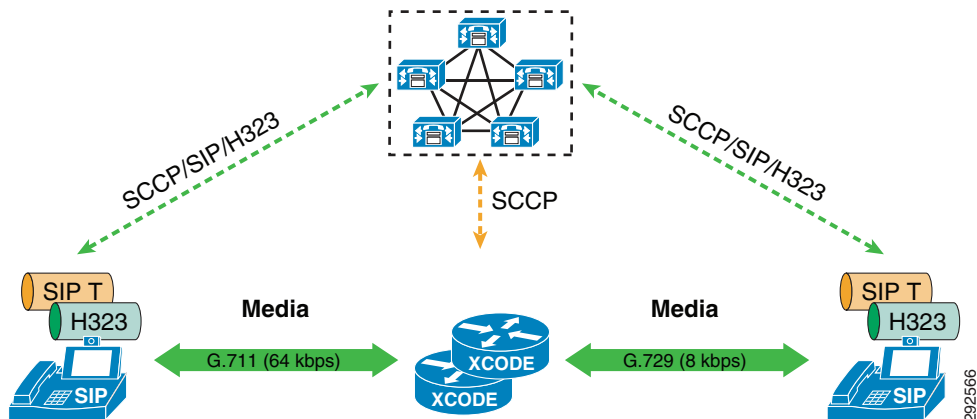 SCCP/SIP/H323
SCCP/SIP/H323
SCCP
SIP T
H323
SIP
Media
G.711 (64 kbps)
XCODE
XCODE
Media
G.729 (8 kbps)
SIP T
H323
SIP
292566